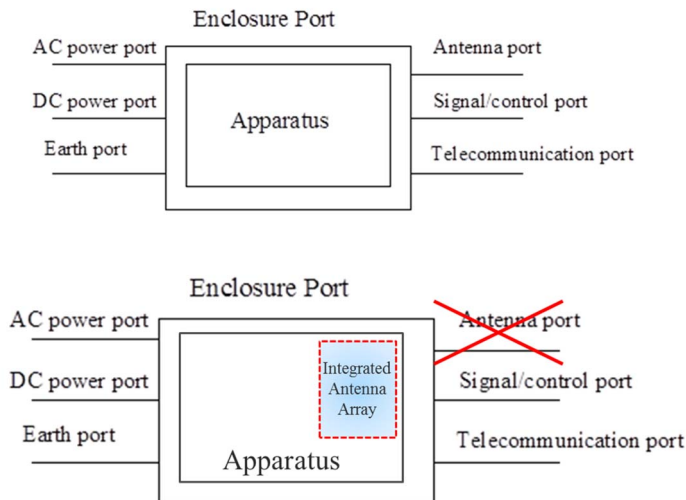 Enclosure Port
AC power port
Antenna port
DC power port
Signal/control port
Apparatus
Earth port
Telecommunication port
Enclosure Port
AC power port
Antenna port
Integrated
Antenna
Array
DC power port
Signal/control port
Earth port
Telecommunication port
Apparatus